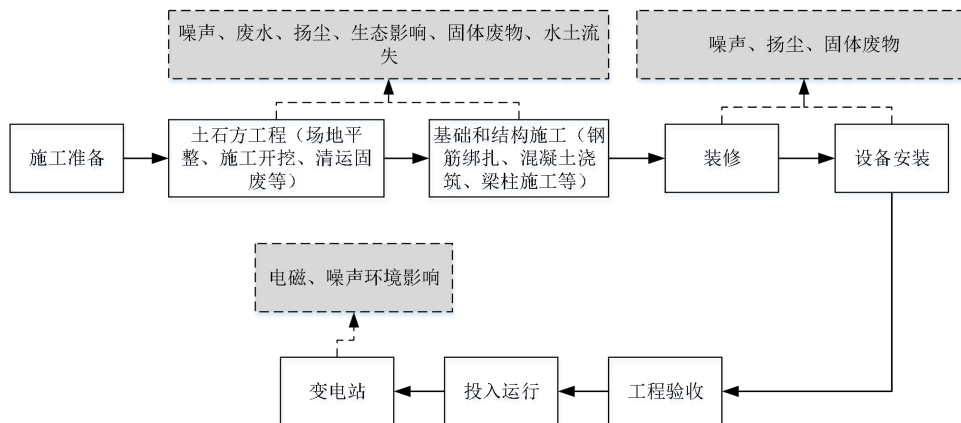 噪声、废水、扬尘、生态影响、固体废物、水土流
失
噪声、扬尘、固体废物
施工准备
土石方工程（场地平
整、施工开挖、清运固
废等）
基础和结构施工（钢
筋绑扎、混凝土浇
筑、梁柱施工等）
装修
设备安装
电磁、噪声环境影响
变电站
投入运行
工程验收